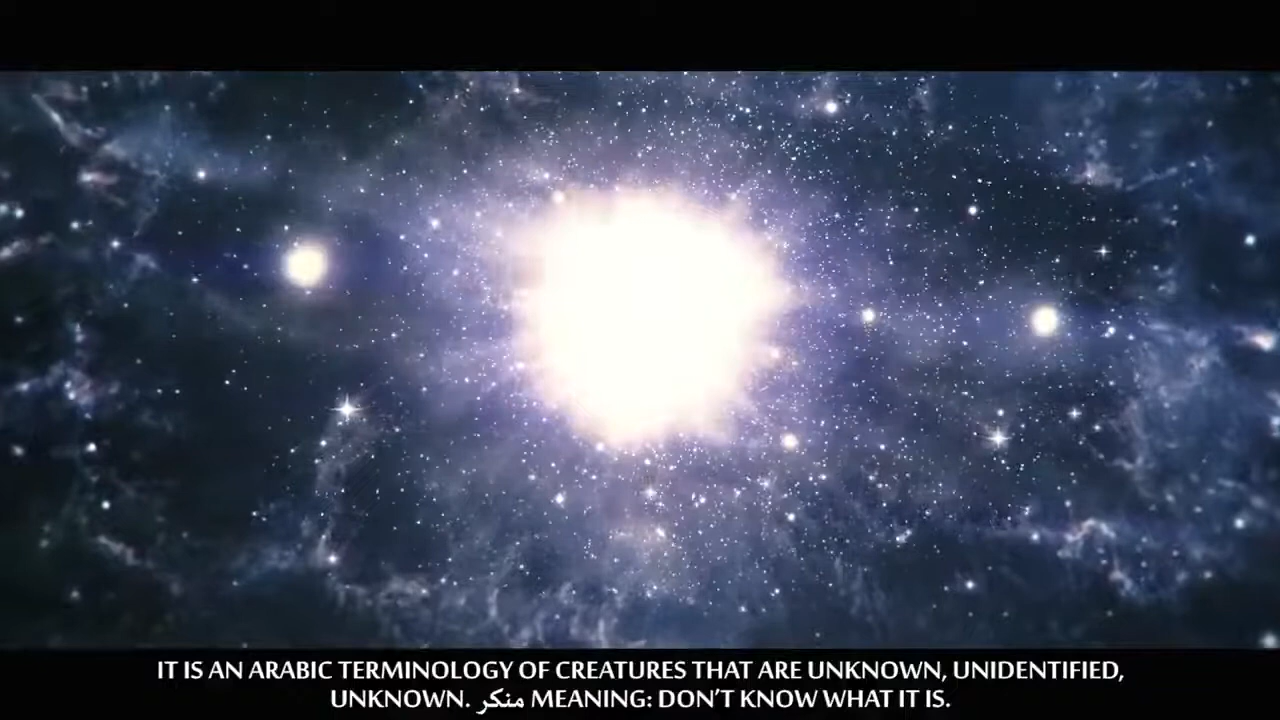 IT IS AN ARABIC TERMINOLOGY OF CREATURES THAT ARE UNKNOWN, UNIDENTIFIED,
UNKNOWN. منكر MEANING: DON'T KNOW WHAT IT IS.